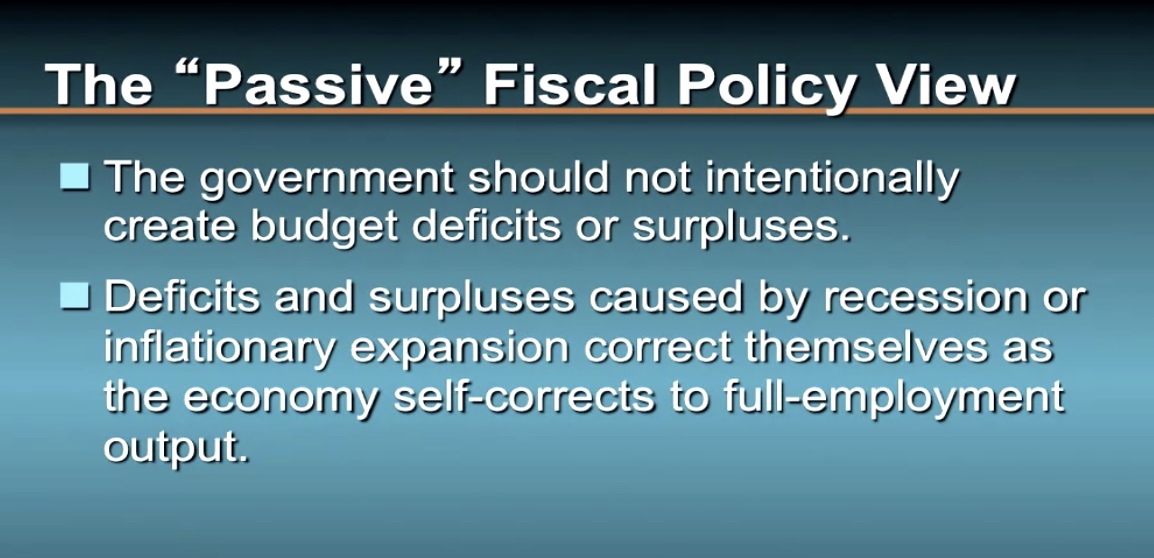 The “Passive” Fiscal Policy View
The government should not intentionally
create budget deficits or surpluses.
Deficits and surpluses caused by recession or
inflationary expansion correct themselves as
the economy self-corrects to full-employment
output.